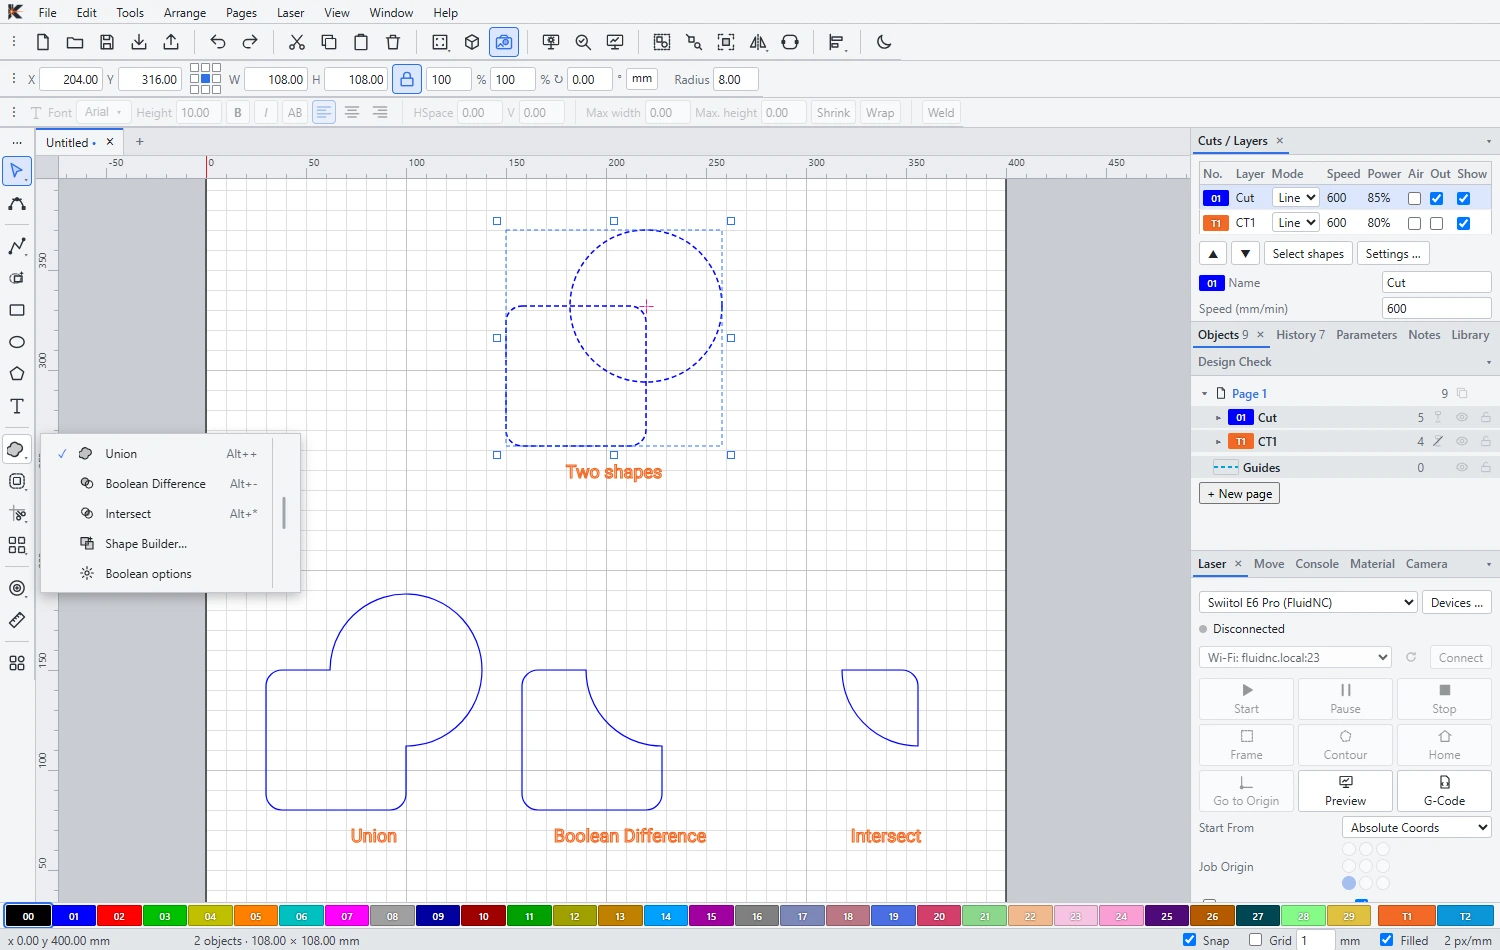 File Edit Tools Arrange Pages Laser View Window Help
X 204.00 Y 316.00 W 108.00 H 108.00 100 % 100 % 0.00 ° mm Radius 8.00
T Font Arial Height 10.00 B I AB HSpace 0.00 V 0.00 Max width 0.00 Max. height 0.00 Shrink Wrap Weld
Untitled
-50 0 50 100 150 200 250 300 350 400 450
350
300
150
100
50
Two shapes
Union Alt++
Boolean Difference Alt+-
Intersect Alt+*
Shape Builder...
Boolean options
Union
Boolean Difference
Intersect
Cuts / Layers
No. Layer Mode Speed Power Air Out Show
01 Cut Line 600 85%
T1 CT1 Line 600 80%
Select shapes Settings ...
01 Name Cut
Speed (mm/min) 600
Objects 9 History 7 Parameters Notes Library
Design Check
Page 1 9
01 Cut 5
T1 CT1 4
Guides 0
+ New page
Laser Move Console Material Camera
Swiitol E6 Pro (FluidNC) Devices ...
Disconnected
Wi-Fi: fluidnc.local:23 Connect
Start Pause Stop
Frame Contour Home
Go to Origin Preview G-Code
Start From Absolute Coords
Job Origin
00 01 02 03 04 05 06 07 08 09 10 11 12 13 14 15 16 17 18 19 20 21 22 23 24 25 26 27 28 29 T1 T2
x 0.00 y 400.00 mm 2 objects · 108.00 × 108.00 mm Snap Grid 1 mm Filled 2 px/mm